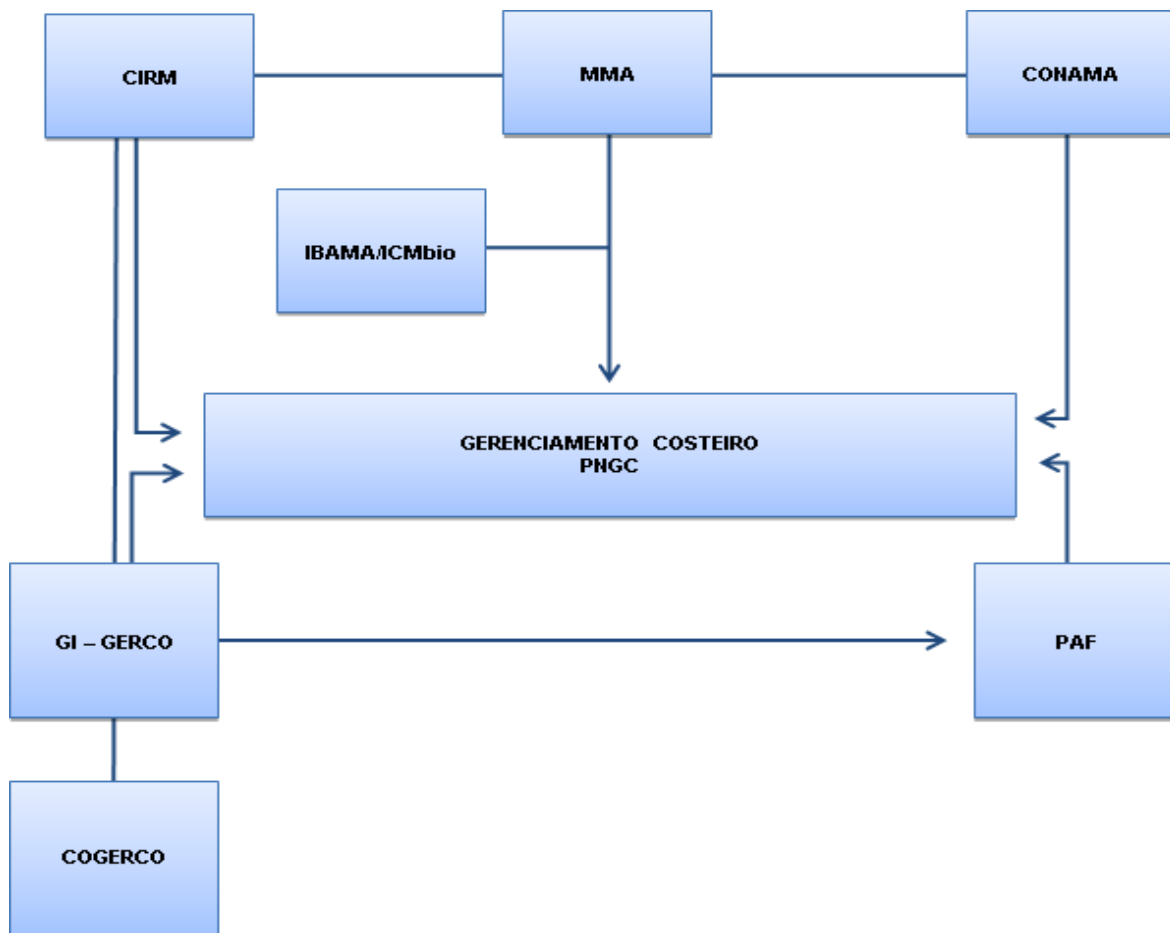 CIRM
MMA
CONAMA
IBAMA/ICMbio
GERENCIAMENTO COSTEIRO
PNGC
GI – GERCO
PAF
COGERCO